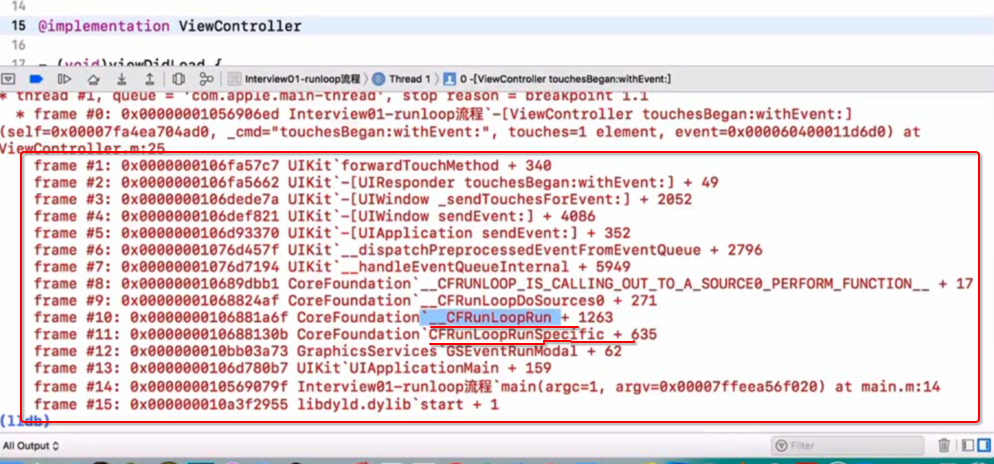 14
15 @implementation ViewController
16
17 - (void)viewDidLoad {
Interview01-runloop流程 Thread 1 0 -[ViewController touchesBegan:withEvent:]
* thread #1, queue = 'com.apple.main-thread', stop reason = breakpoint 1.1
* frame #0: 0x00000001056906ed Interview01-runloop流程`-[ViewController touchesBegan:withEvent:]
(self=0x00007fa4ea704ad0, _cmd="touchesBegan:withEvent:", touches=1 element, event=0x000060400011d6d0) at
ViewController.m:25
frame #1: 0x0000000106fa57c7 UIKit`forwardTouchMethod + 340
frame #2: 0x0000000106fa5662 UIKit`-[UIResponder touchesBegan:withEvent:] + 49
frame #3: 0x0000000106dede7a UIKit`-[UIWindow _sendTouchesForEvent:] + 2052
frame #4: 0x0000000106def821 UIKit`-[UIWindow sendEvent:] + 4086
frame #5: 0x0000000106d93370 UIKit`-[UIApplication sendEvent:] + 352
frame #6: 0x00000001076d457f UIKit`__dispatchPreprocessedEventFromEventQueue + 2796
frame #7: 0x00000001076d7194 UIKit`__handleEventQueueInternal + 5949
frame #8: 0x010689dbb1 CoreFoundation`__CFRUNLOOP_IS_CALLING_OUT_TO_A_SOURCE0_PERFORM_FUNCTION__ + 17
frame #9: 0x01068824af CoreFoundation`__CFRunLoopDoSources0 + 271
frame #10: 0x0106881a6f CoreFoundation`__CFRunLoopRun + 1263
frame #11: 0x010688130b CoreFoundation`CFRunLoopRunSpecific + 635
frame #12: 0x000000010bb03a73 GraphicsServices`GSEventRunModal + 62
frame #13: 0x0000000106d780b7 UIKit`UIApplicationMain + 159
frame #14: 0x000000010569079f Interview01-runloop流程`main(argc=1, argv=0x00007ffeea56f020) at main.m:14
frame #15: 0x000000010a3f2955 libdyld.dylib`start + 1
(lldb)
All Output
Filter